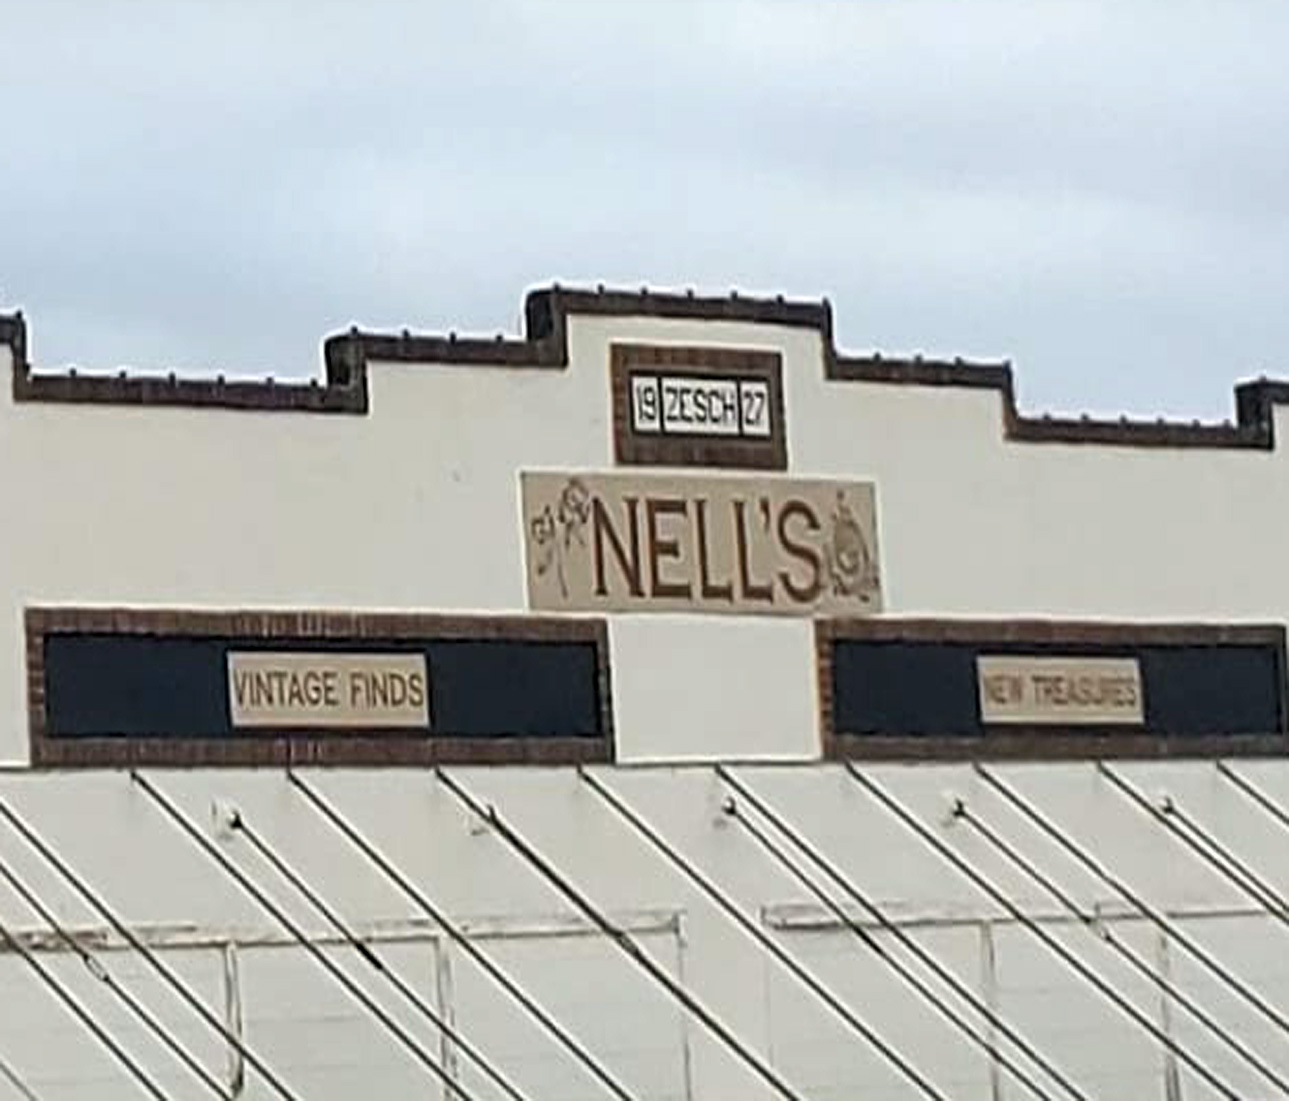 19 ZESCH 27
NELL'S
VINTAGE FINDS
NEW TREASURES